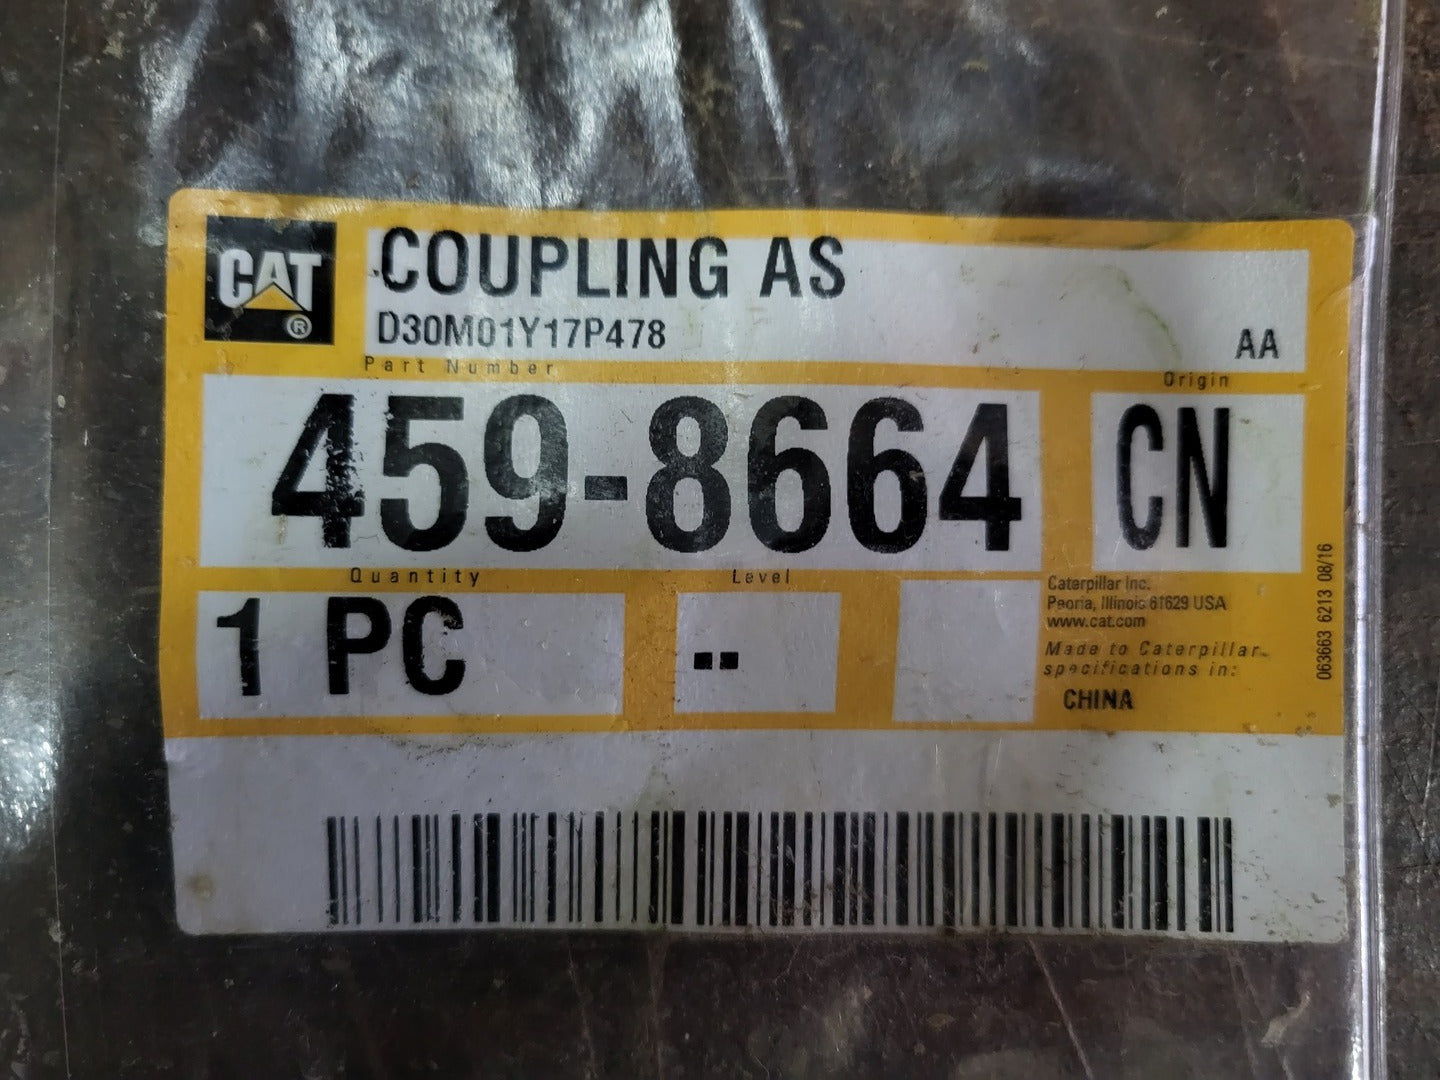 CAT
®
COUPLING AS
D30M01Y17P478
AA
Part Number
Origin
459-8664
CN
Quantity
Level
1 PC
--
Caterpillar Inc.
Peoria, Illinois 61629 USA
www.cat.com
Made to Caterpillar
specifications in:
CHINA
063663 6213 08/16